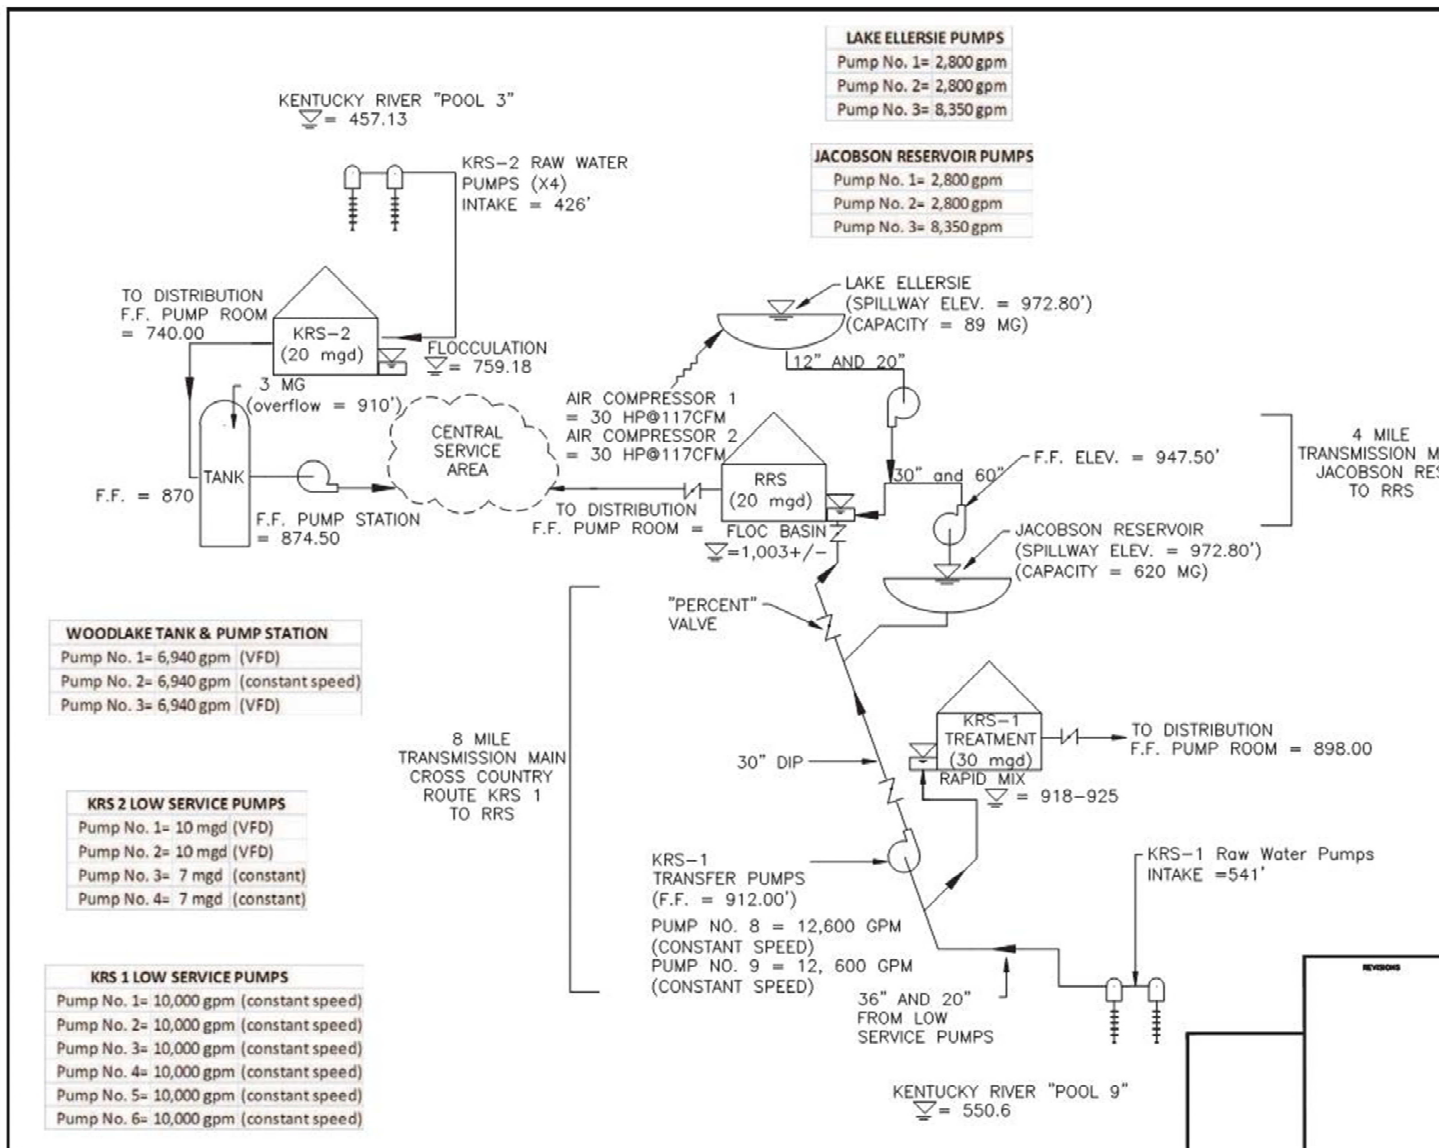 LAKE ELLERSIE PUMPS
Pump No. 1= 2,800 gpm
Pump No. 2= 2,800 gpm
Pump No. 3= 8,350 gpm
JACOBSON RESERVOIR PUMPS
Pump No. 1= 2,800 gpm
Pump No. 2= 2,800 gpm
Pump No. 3= 8,350 gpm
KENTUCKY RIVER "POOL 3"
= 457.13
KRS-2 RAW WATER
PUMPS (X4)
INTAKE = 426'
TO DISTRIBUTION
F.F. PUMP ROOM
= 740.00
KRS-2
(20 mgd)
FLOCCULATION
= 759.18
3 MG
(overflow = 910')
TANK
F.F. = 870
F.F. PUMP STATION
= 874.50
CENTRAL
SERVICE
AREA
LAKE ELLERSIE
(SPILLWAY ELEV. = 972.80')
(CAPACITY = 89 MG)
12" AND 20"
AIR COMPRESSOR 1
= 30 HP@117CFM
AIR COMPRESSOR 2
= 30 HP@117CFM
RRS
(20 mgd)
TO DISTRIBUTION
F.F. PUMP ROOM =
FLOC BASIN
=1,003+/-
30" and 60"
F.F. ELEV. = 947.50'
4 MILE
TRANSMISSION M
JACOBSON RES
TO RRS
JACOBSON RESERVOIR
(SPILLWAY ELEV. = 972.80')
(CAPACITY = 620 MG)
"PERCENT"
VALVE
WOODLAKE TANK & PUMP STATION
Pump No. 1= 6,940 gpm (VFD)
Pump No. 2= 6,940 gpm (constant speed)
Pump No. 3= 6,940 gpm (VFD)
8 MILE
TRANSMISSION MAIN
CROSS COUNTRY
ROUTE KRS 1
TO RRS
30" DIP
KRS-1
TREATMENT
(30 mgd)
RAPID MIX
= 918-925
TO DISTRIBUTION
F.F. PUMP ROOM = 898.00
KRS 2 LOW SERVICE PUMPS
Pump No. 1= 10 mgd (VFD)
Pump No. 2= 10 mgd (VFD)
Pump No. 3= 7 mgd (constant)
Pump No. 4= 7 mgd (constant)
KRS-1
TRANSFER PUMPS
(F.F. = 912.00')
PUMP NO. 8 = 12,600 GPM
(CONSTANT SPEED)
PUMP NO. 9 = 12, 600 GPM
(CONSTANT SPEED)
KRS-1 Raw Water Pumps
INTAKE =541'
36" AND 20"
FROM LOW
SERVICE PUMPS
KRS 1 LOW SERVICE PUMPS
Pump No. 1= 10,000 gpm (constant speed)
Pump No. 2= 10,000 gpm (constant speed)
Pump No. 3= 10,000 gpm (constant speed)
Pump No. 4= 10,000 gpm (constant speed)
Pump No. 5= 10,000 gpm (constant speed)
Pump No. 6= 10,000 gpm (constant speed)
KENTUCKY RIVER "POOL 9"
= 550.6
REVISIONS